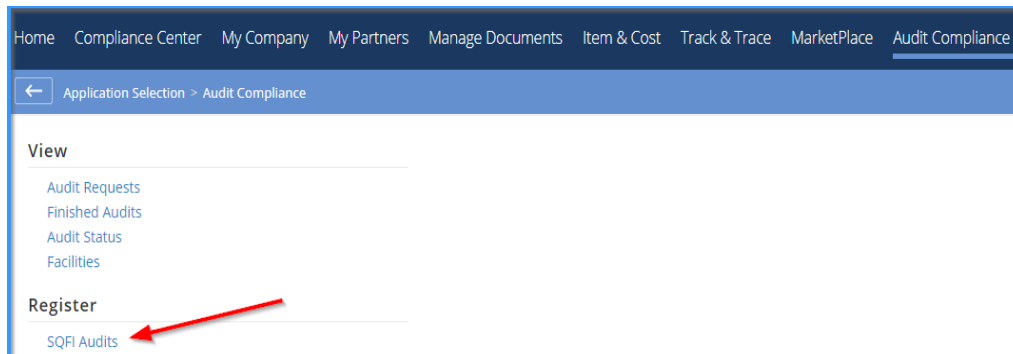 Home Compliance Center My Company My Partners Manage Documents Item & Cost Track & Trace MarketPlace Audit Compliance
Application Selection > Audit Compliance
View
Audit Requests
Finished Audits
Audit Status
Facilities
Register
SQFI Audits